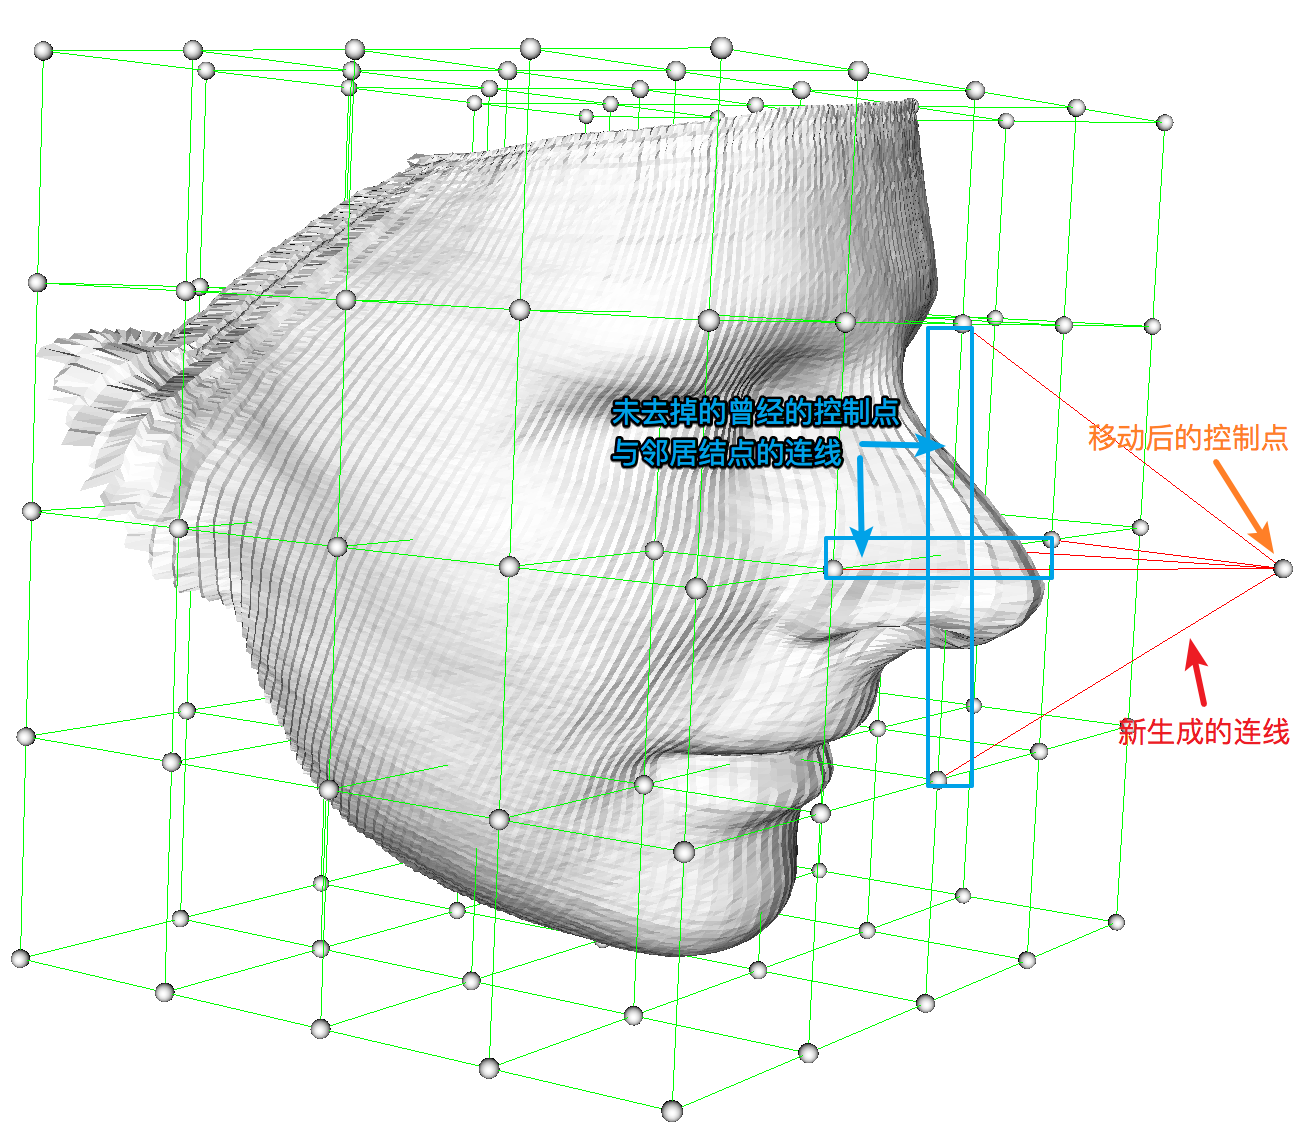 未去掉的曾经的控制点
与邻居结点的连线
移动后的控制点
新生成的连线